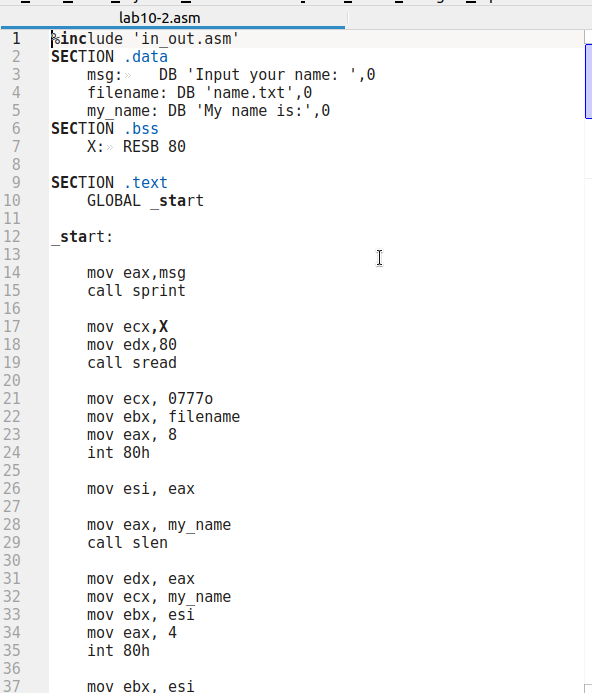 lab10-2.asm
1 %include 'in_out.asm'
2 SECTION .data
3 msg:» DB 'Input your name: ',0
4 filename: DB 'name.txt',0
5 my_name: DB 'My name is:',0
6 SECTION .bss
7 X:» RESB 80
8
9 SECTION .text
10 GLOBAL _start
11
12 _start:
13
14 mov eax,msg
15 call sprint
16
17 mov ecx,X
18 mov edx,80
19 call sread
20
21 mov ecx, 0777o
22 mov ebx, filename
23 mov eax, 8
24 int 80h
25
26 mov esi, eax
27
28 mov eax, my_name
29 call slen
30
31 mov edx, eax
32 mov ecx, my_name
33 mov ebx, esi
34 mov eax, 4
35 int 80h
36
37 mov ebx, esi